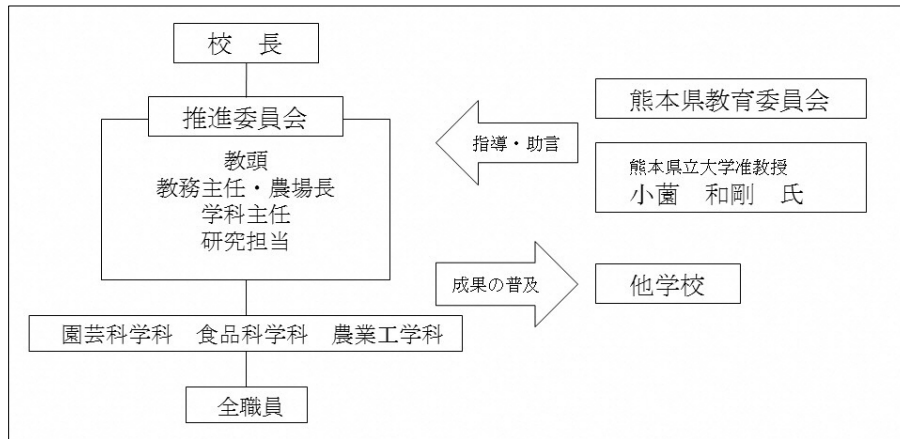 校　長
推進委員会
教頭
教務主任・農場長
学科主任
研究担当
園芸科学科　食品科学科　農業工学科
全職員
指導・助言
熊本県教育委員会
熊本県立大学准教授
小薗　和剛　氏
成果の普及
他学校